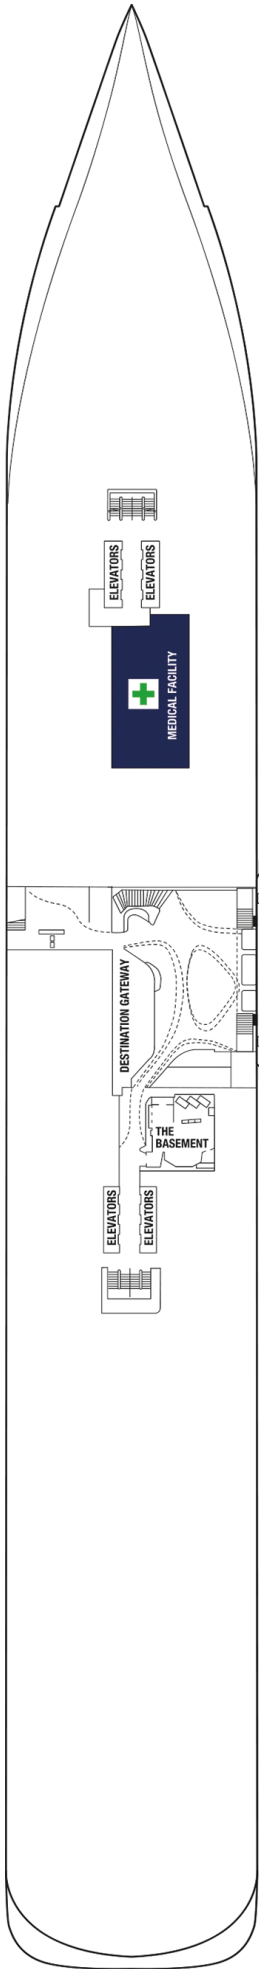 ELEVATORS
ELEVATORS
MEDICAL FACILITY
DESTINATION GATEWAY
THE
BASEMENT
ELEVATORS
ELEVATORS